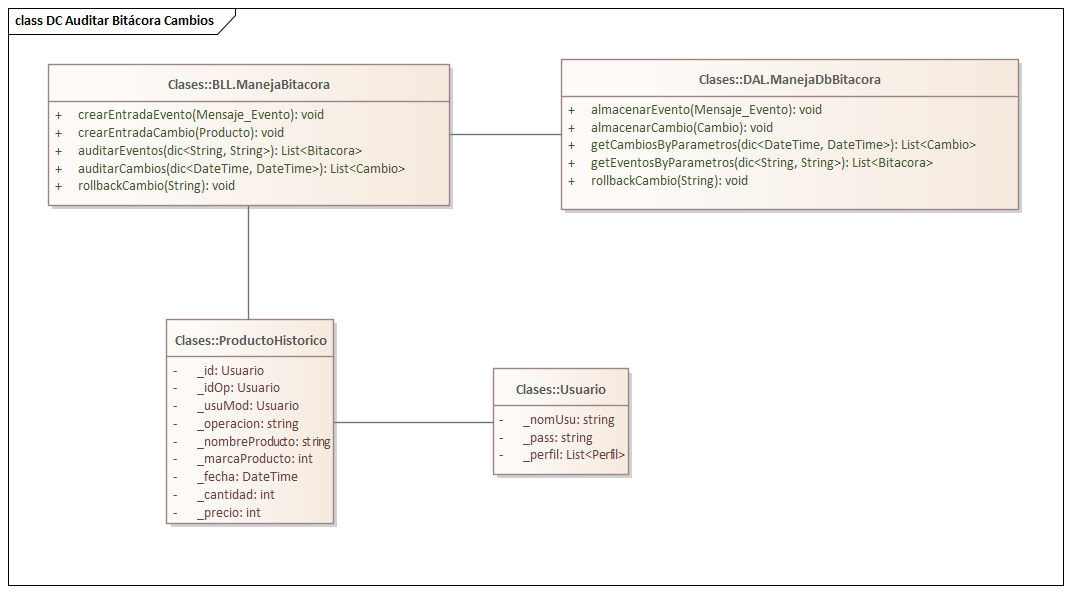 class DC Auditar Bitácora Cambios
Clases::BLL.ManejaBitacora
+ crearEntradaEvento(Mensaje_Evento): void
+ crearEntradaCambio(Producto): void
+ auditarEventos(dic<String, String>): List<Bitacora>
+ auditarCambios(dic<DateTime, DateTime>): List<Cambio>
+ rollbackCambio(String): void
Clases::DAL.ManejaDbBitacora
+ almacenarEvento(Mensaje_Evento): void
+ almacenarCambio(Cambio): void
+ getCambiosByParametros(dic<DateTime, DateTime>): List<Cambio>
+ getEventosByParametros(dic<String, String>): List<Bitacora>
+ rollbackCambio(String): void
Clases::ProductoHistorico
- _id: Usuario
- _idOp: Usuario
- _usuMod: Usuario
- _operacion: string
- _nombreProducto: string
- _marcaProducto: int
- _fecha: DateTime
- _cantidad: int
- _precio: int
Clases::Usuario
- _nomUsu: string
- _pass: string
- _perfil: List<Perfil>